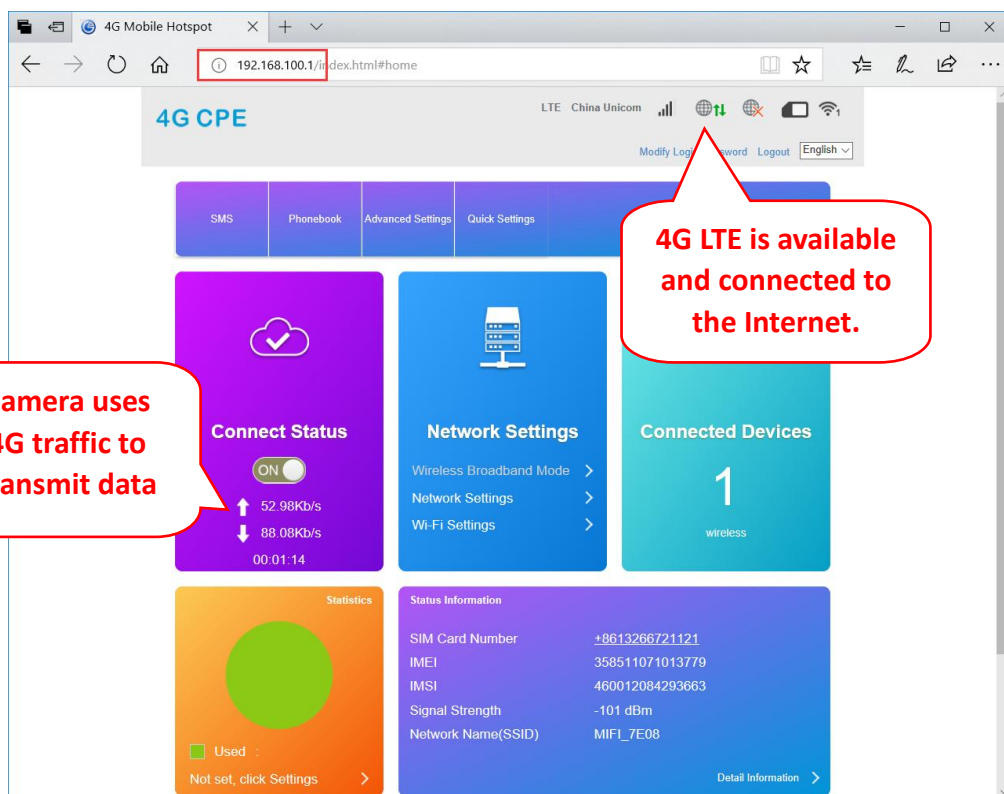 4G Mobile Hotspot
192.168.100.1/index.html#home
4G CPE
LTE China Unicom
1
Modify Logi
sword Logout English
SMS Phonebook Advanced Settings Quick Settings
4G LTE is available
and connected to
the Internet.
amera uses
4G traffic to
ansmit data
Connect Status
ON
52.98Kb/s
88.08Kb/s
00:01:14
Network Settings
Wireless Broadband Mode
Network Settings
Wi-Fi Settings
Connected Devices
1
wireless
Statistics
Used :
Not set, click Settings
Status Information
SIM Card Number +8613266721121
IMEI 358511071013779
IMSI 460012084293663
Signal Strength -101 dBm
Network Name(SSID) MIFI_7E08
Detail Information